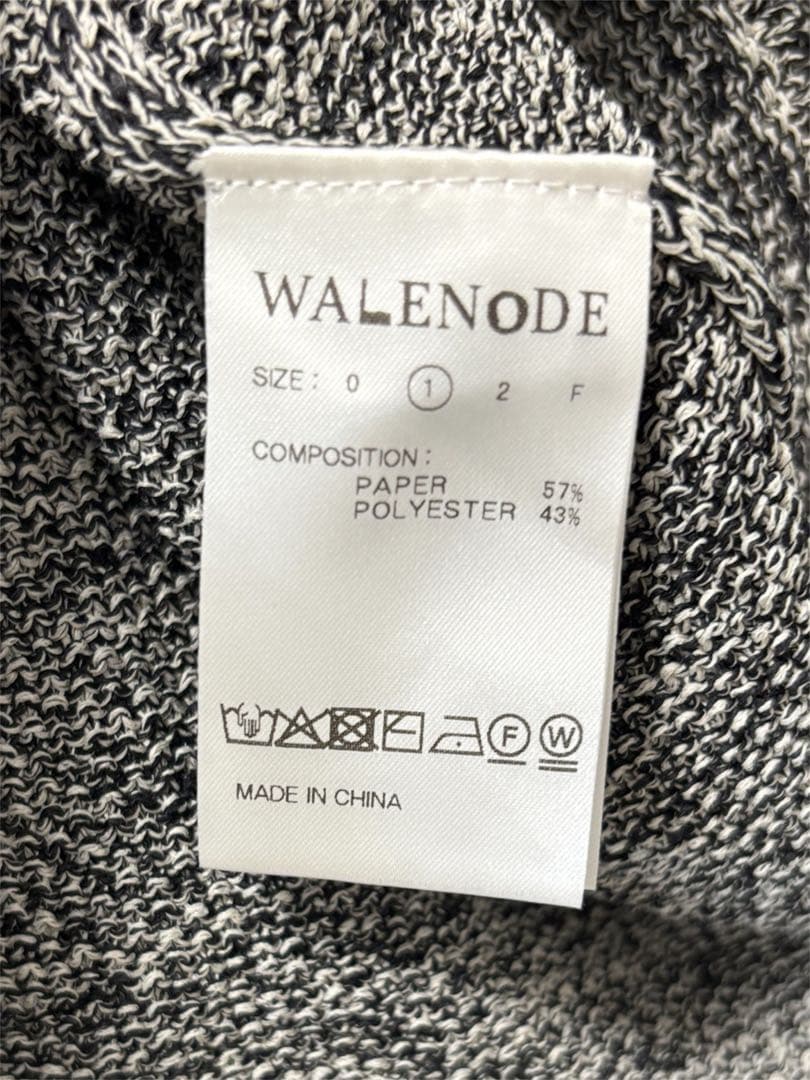 WALENODE
SIZE : 0 1 2 F
COMPOSITION :
PAPER 57%
POLYESTER 43%
F W
MADE IN CHINA